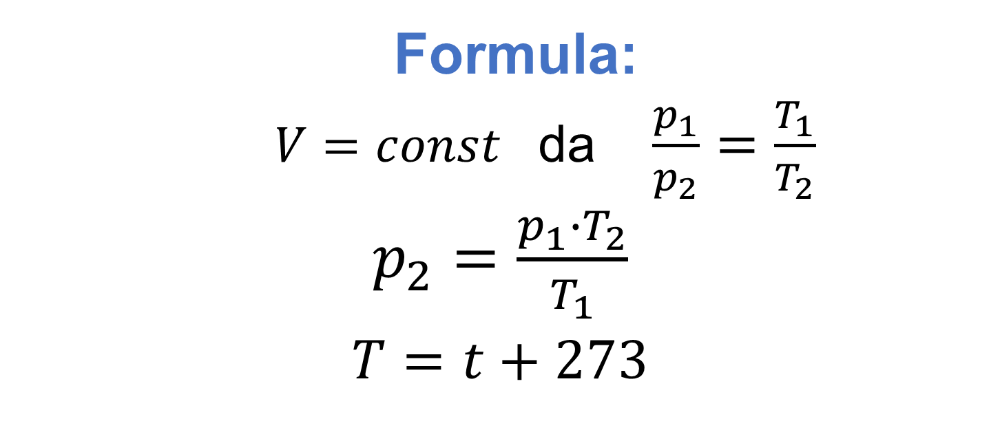 Formula:
V = const da p₁/p₂ = T₁/T₂
p₂ = p₁·T₂/T₁
T = t + 273